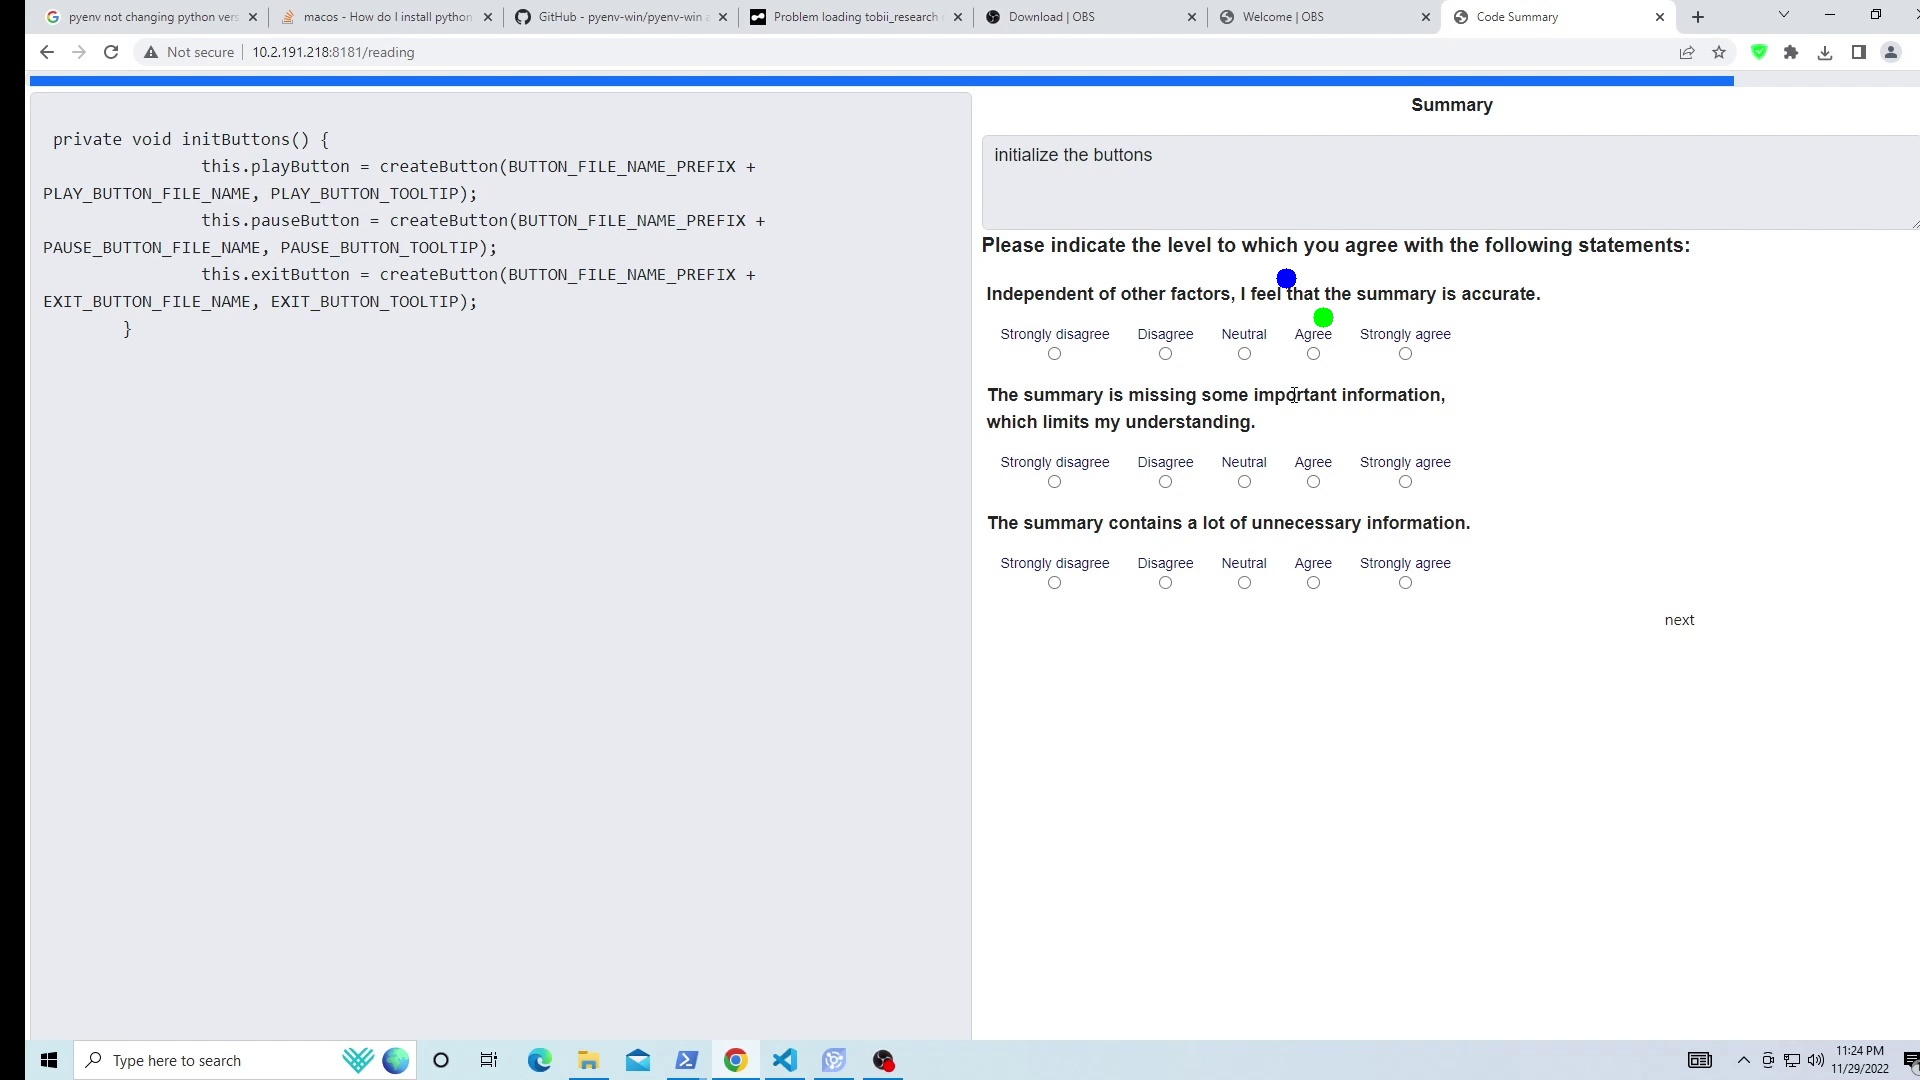 pyenv not changing python vers
macos - How do I install python
GitHub - pyenv-win/pyenv-win a
Problem loading tobii_research
Download | OBS
Welcome | OBS
Code Summary
Not secure
10.2.191.218:8181/reading
private void initButtons() {
this.playButton = createButton(BUTTON_FILE_NAME_PREFIX +
PLAY_BUTTON_FILE_NAME, PLAY_BUTTON_TOOLTIP);
this.pauseButton = createButton(BUTTON_FILE_NAME_PREFIX +
PAUSE_BUTTON_FILE_NAME, PAUSE_BUTTON_TOOLTIP);
this.exitButton = createButton(BUTTON_FILE_NAME_PREFIX +
EXIT_BUTTON_FILE_NAME, EXIT_BUTTON_TOOLTIP);
}
Summary
initialize the buttons
Please indicate the level to which you agree with the following statements:
Independent of other factors, I feel that the summary is accurate.
Strongly disagree Disagree Neutral Agree Strongly agree
The summary is missing some important information,
which limits my understanding.
Strongly disagree Disagree Neutral Agree Strongly agree
The summary contains a lot of unnecessary information.
Strongly disagree Disagree Neutral Agree Strongly agree
next
Type here to search
11:24 PM
11/29/2022